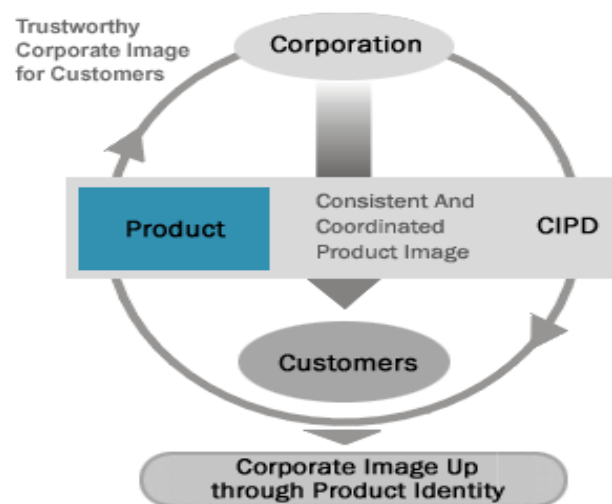 Trustworthy
Corporate Image
for Customers
Corporation
Product
Consistent And
Coordinated
Product Image
CIPD
Customers
Corporate Image Up
through Product Identity